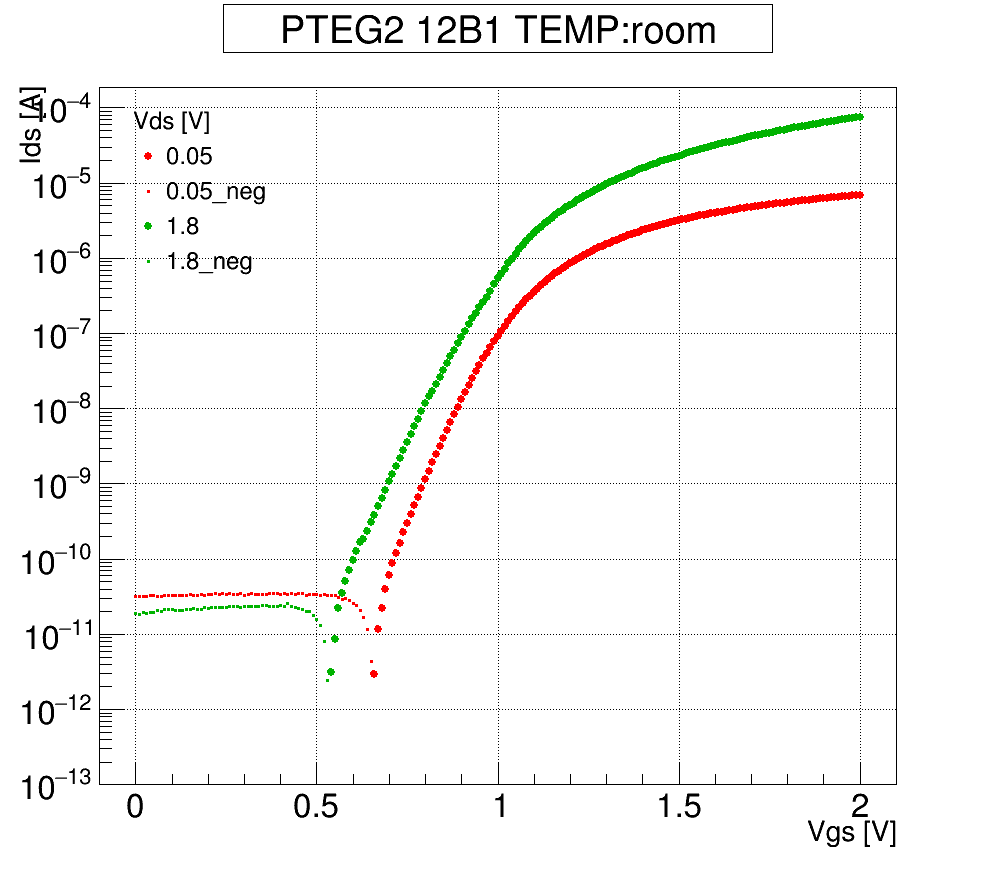 PTEG2 12B1 TEMP:room
Ids [A]
Vds [V]
0.05
0.05_neg
1.8
1.8_neg
10⁻⁴
10⁻⁵
10⁻⁶
10⁻⁷
10⁻⁸
10⁻⁹
10⁻¹⁰
10⁻¹¹
10⁻¹²
10⁻¹³
0 0.5 1 1.5 2
Vgs [V]